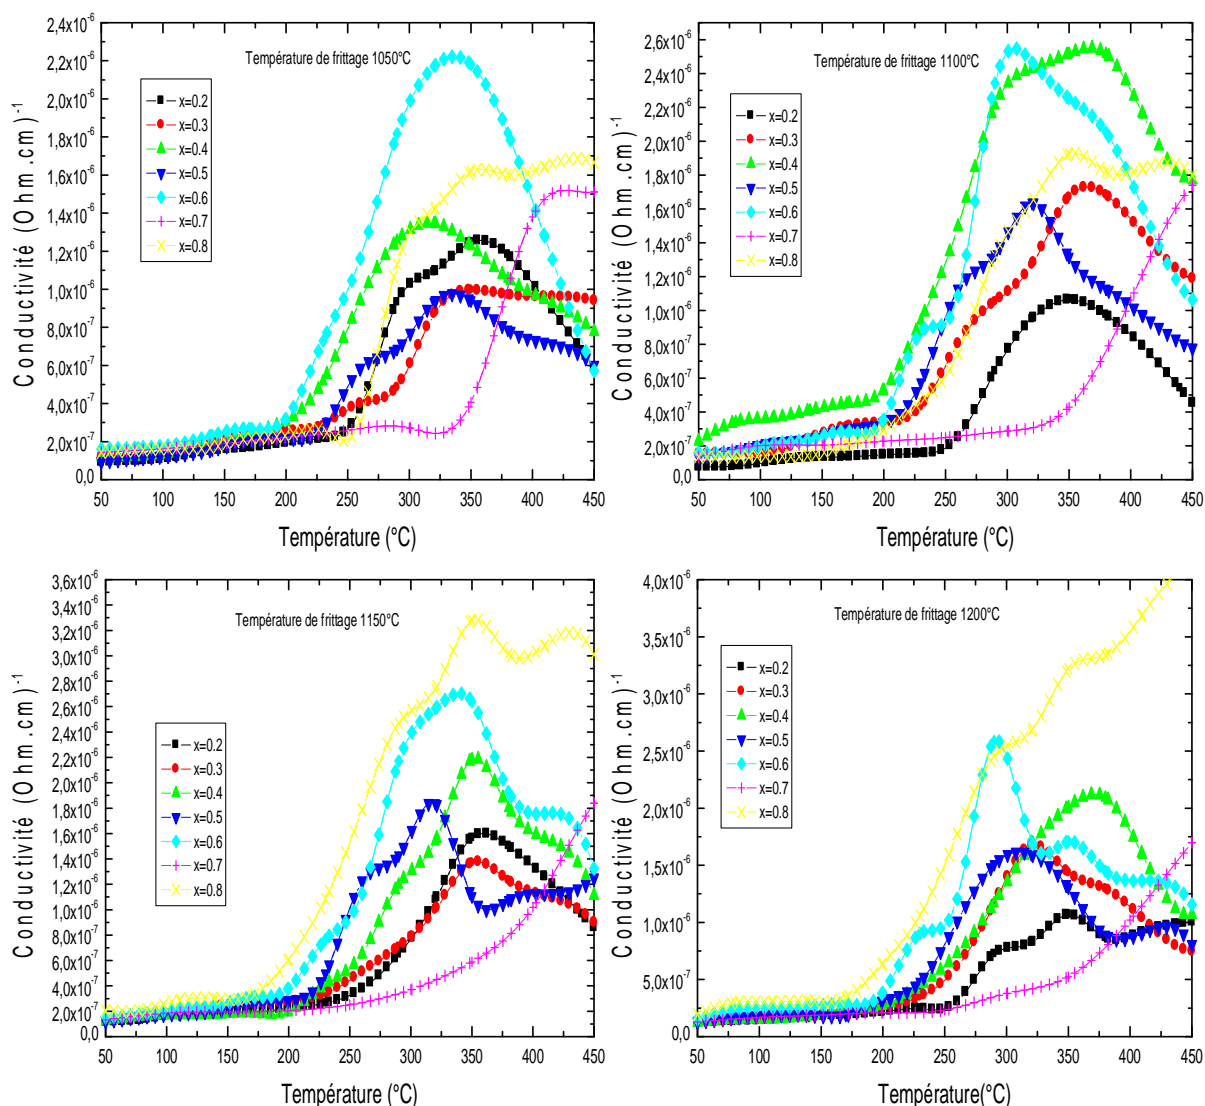 2,4x10-6
2,2x10-6
2,0x10-6
1,8x10-6
1,6x10-6
1,4x10-6
1,2x10-6
1,0x10-6
8,0x10-7
6,0x10-7
4,0x10-7
2,0x10-7
0,0
Conductivité (Ohm.cm)-1
Température de frittage 1050°C
x=0.2
x=0.3
x=0.4
x=0.5
x=0.6
x=0.7
x=0.8
50 100 150 200 250 300 350 400 450
Température (°C)
2,6x10-6
2,4x10-6
2,2x10-6
2,0x10-6
1,8x10-6
1,6x10-6
1,4x10-6
1,2x10-6
1,0x10-6
8,0x10-7
6,0x10-7
4,0x10-7
2,0x10-7
0,0
Conductivité (Ohm.cm)-1
Température de frittage 1100°C
x=0.2
x=0.3
x=0.4
x=0.5
x=0.6
x=0.7
x=0.8
50 100 150 200 250 300 350 400 450
Température (°C)
3,6x10-6
3,4x10-6
3,2x10-6
3,0x10-6
2,8x10-6
2,6x10-6
2,4x10-6
2,2x10-6
2,0x10-6
1,8x10-6
1,6x10-6
1,4x10-6
1,2x10-6
1,0x10-6
8,0x10-7
6,0x10-7
4,0x10-7
2,0x10-7
0,0
Conductivité (Ohm.cm)-1
Température de frittage 1150°C
x=0.2
x=0.3
x=0.4
x=0.5
x=0.6
x=0.7
x=0.8
50 100 150 200 250 300 350 400 450
Température (°C)
4,0x10-6
3,5x10-6
3,0x10-6
2,5x10-6
2,0x10-6
1,5x10-6
1,0x10-6
5,0x10-7
0,0
Conductivité (Ohm.cm)-1
Température de frittage 1200°C
x=0.2
x=0.3
x=0.4
x=0.5
x=0.6
x=0.7
x=0.8
50 100 150 200 250 300 350 400 450
Température(°C)